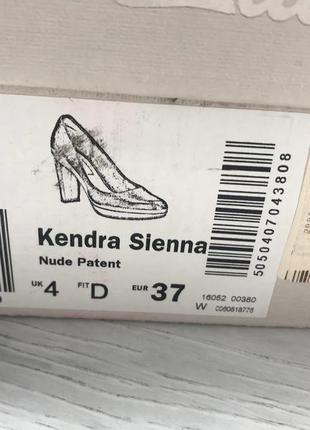 Kendra Sienna
Nude Patent
UK 4 FIT D EUR 37
16052 00380
W
5050407043808